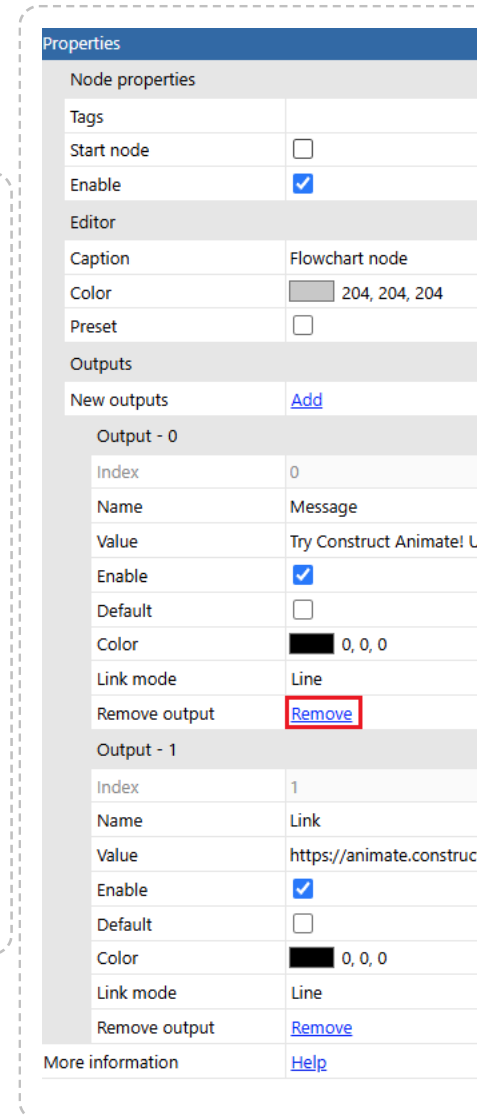 Properties
Node properties
Tags
Start node
Enable
Editor
Caption Flowchart node
Color 204, 204, 204
Preset
Outputs
New outputs Add
Output - 0
Index 0
Name Message
Value Try Construct Animate! U
Enable
Default
Color 0, 0, 0
Link mode Line
Remove output Remove
Output - 1
Index 1
Name Link
Value https://animate.construc
Enable
Default
Color 0, 0, 0
Link mode Line
Remove output Remove
More information Help